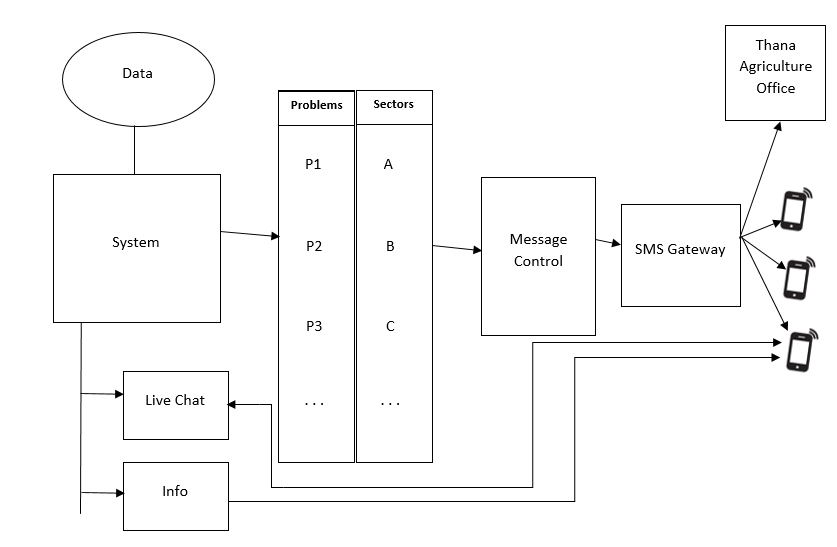 Data
Thana
Agriculture
Office
Problems
Sectors
P1
A
P2
B
P3
C
. . .
. . .
System
Message
Control
SMS Gateway
Live Chat
Info